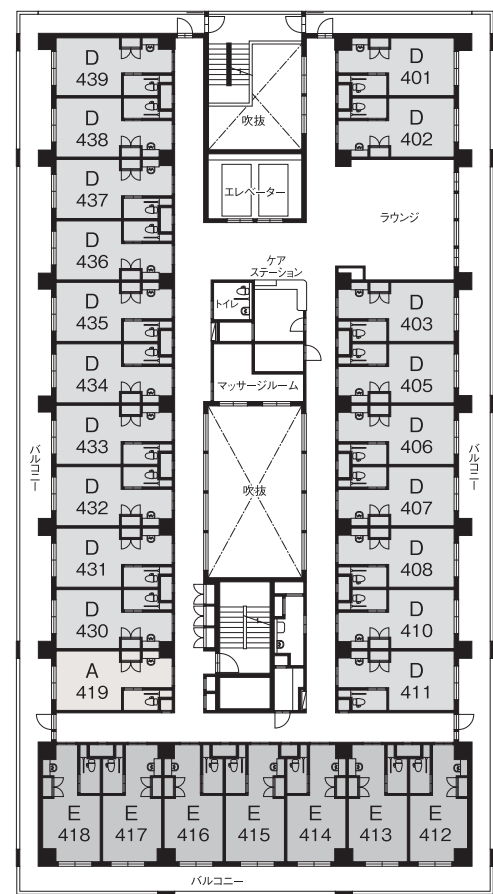 D
439
D
401
D
438
D
402
吹抜
D
437
エレベーター
ラウンジ
D
436
ケア
ステーション
D
435
トイレ
D
403
D
434
マッサージルーム
D
405
D
433
D
406
バルコニー
バルコニー
D
432
吹抜
D
407
D
431
D
408
D
430
D
410
A
419
D
411
E
418
E
417
E
416
E
415
E
414
E
413
E
412
バルコニー